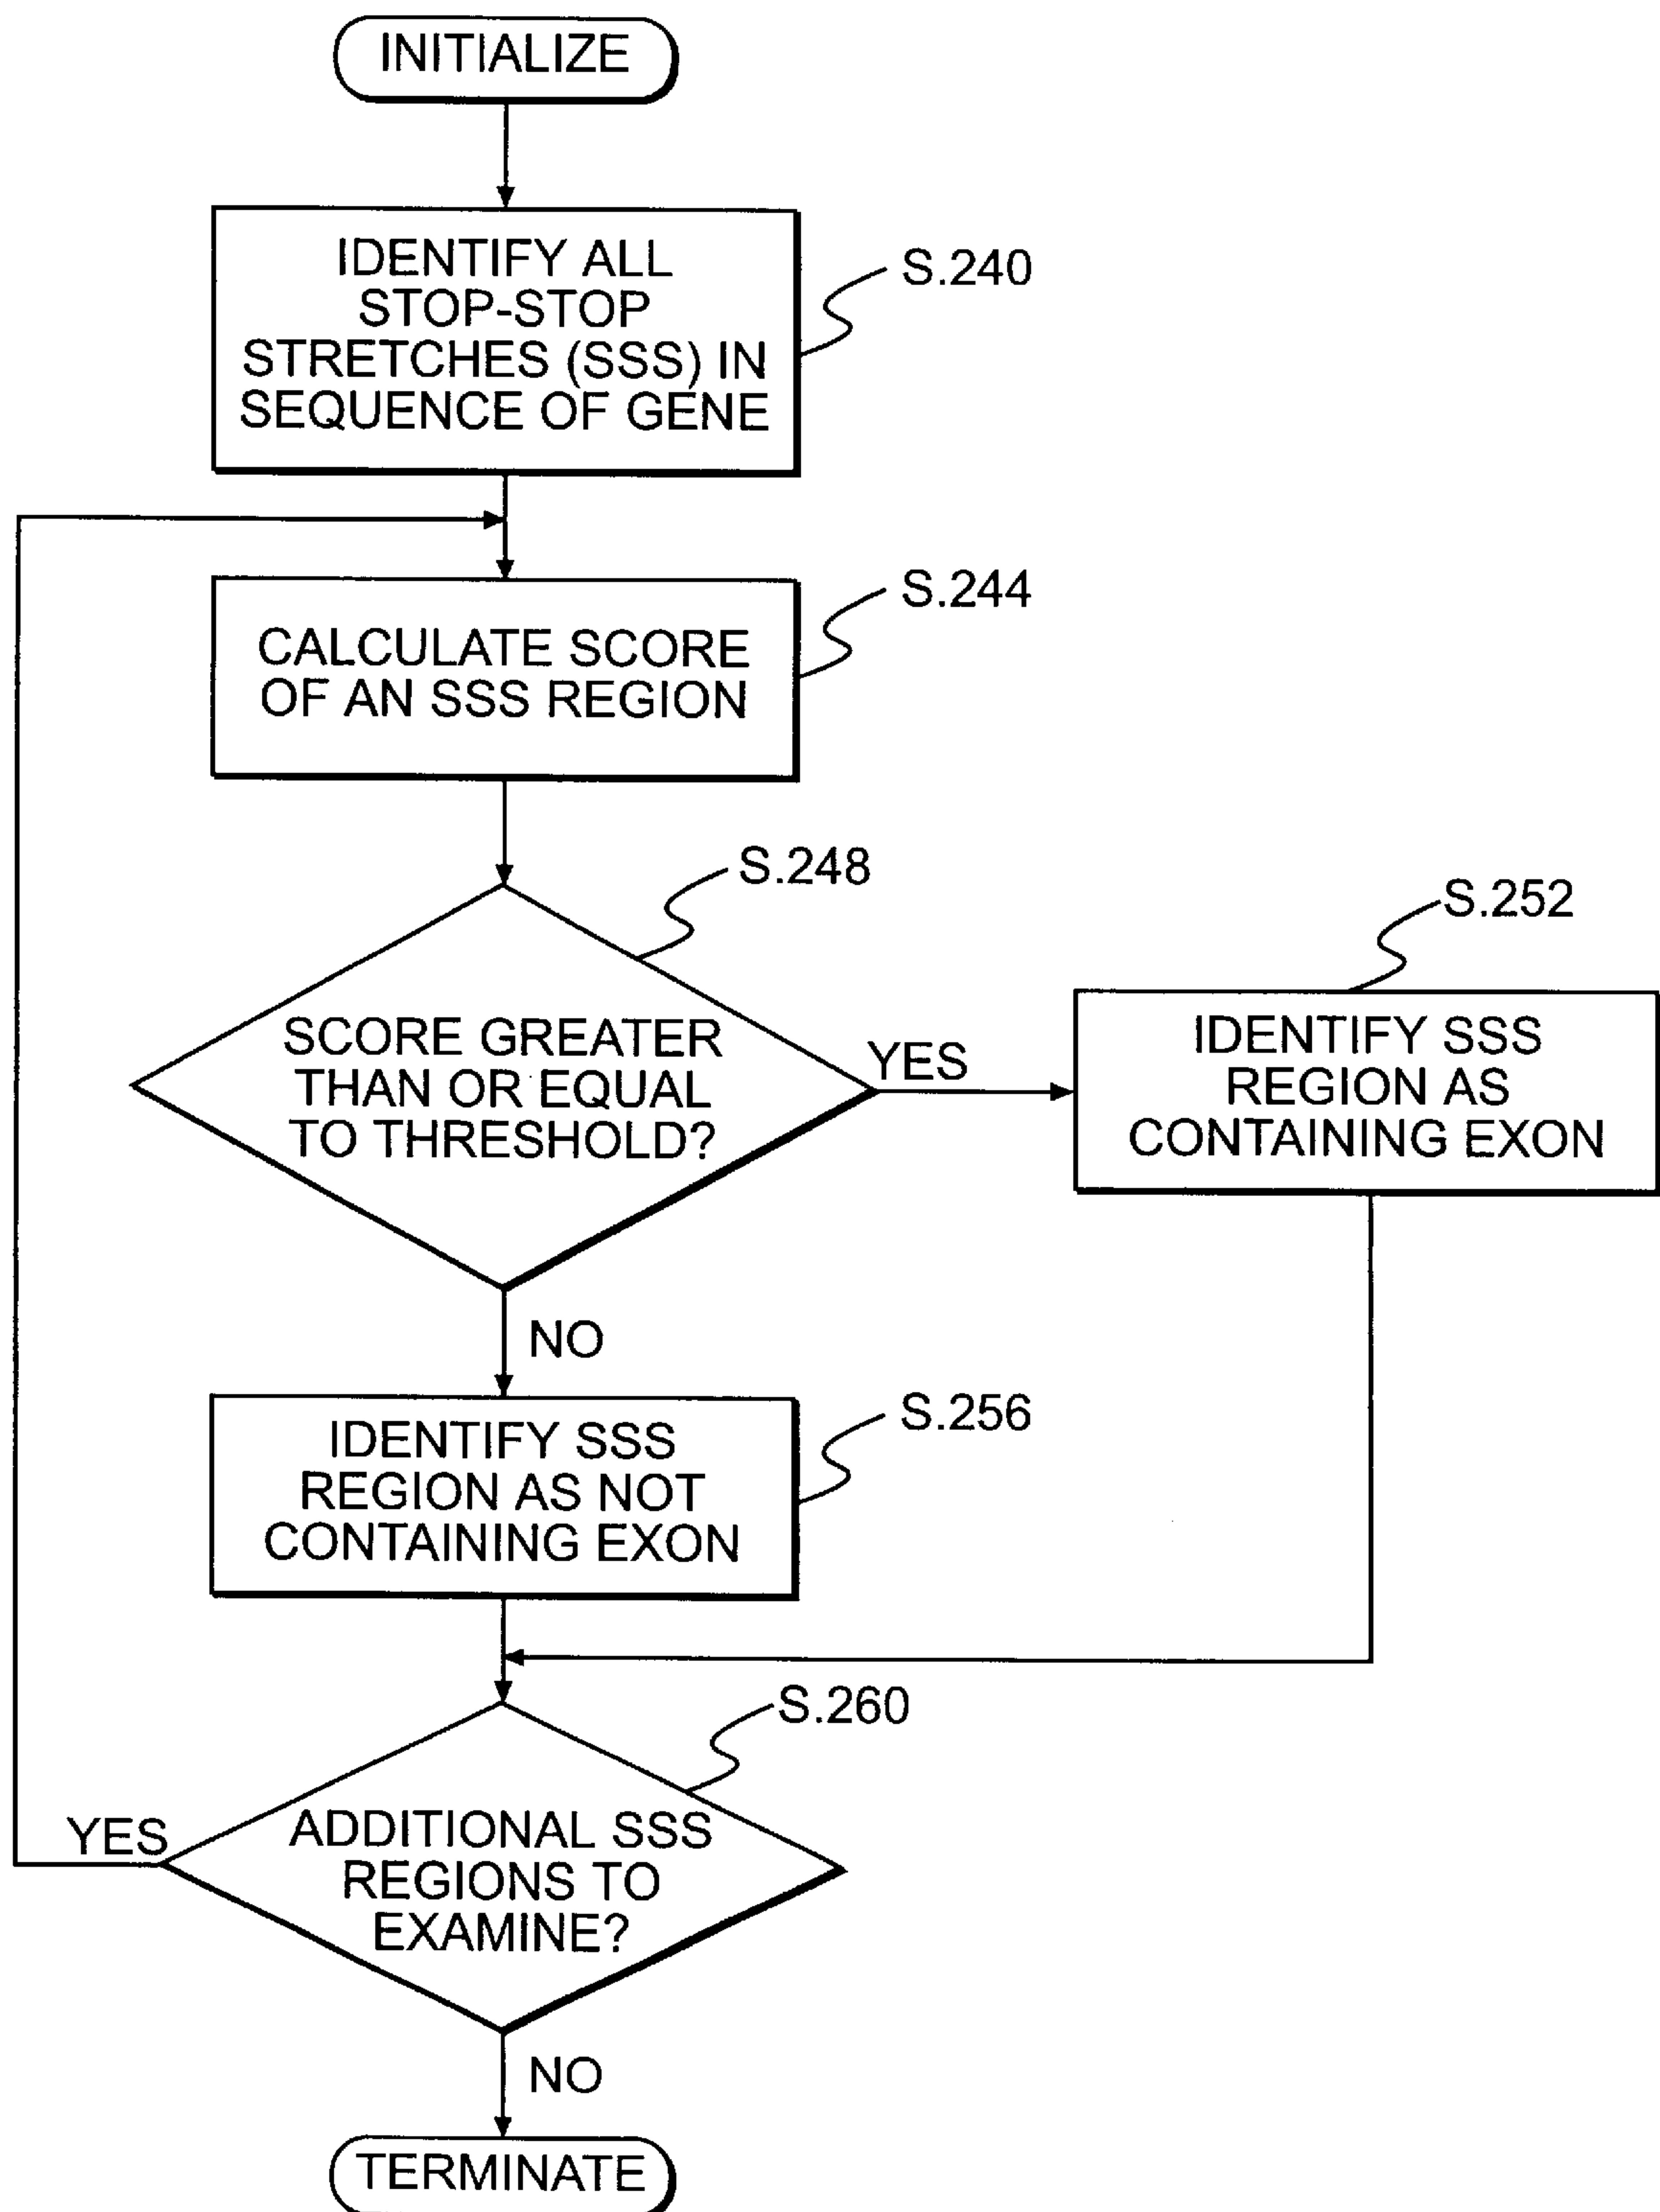 INITIALIZE
IDENTIFY ALL
STOP-STOP
STRETCHES (SSS) IN
SEQUENCE OF GENE
S.240
CALCULATE SCORE
OF AN SSS REGION
S.244
S.248
SCORE GREATER
THAN OR EQUAL
TO THRESHOLD?
YES
S.252
IDENTIFY SSS
REGION AS
CONTAINING EXON
NO
IDENTIFY SSS
REGION AS NOT
CONTAINING EXON
S.256
S.260
YES
ADDITIONAL SSS
REGIONS TO
EXAMINE?
NO
TERMINATE